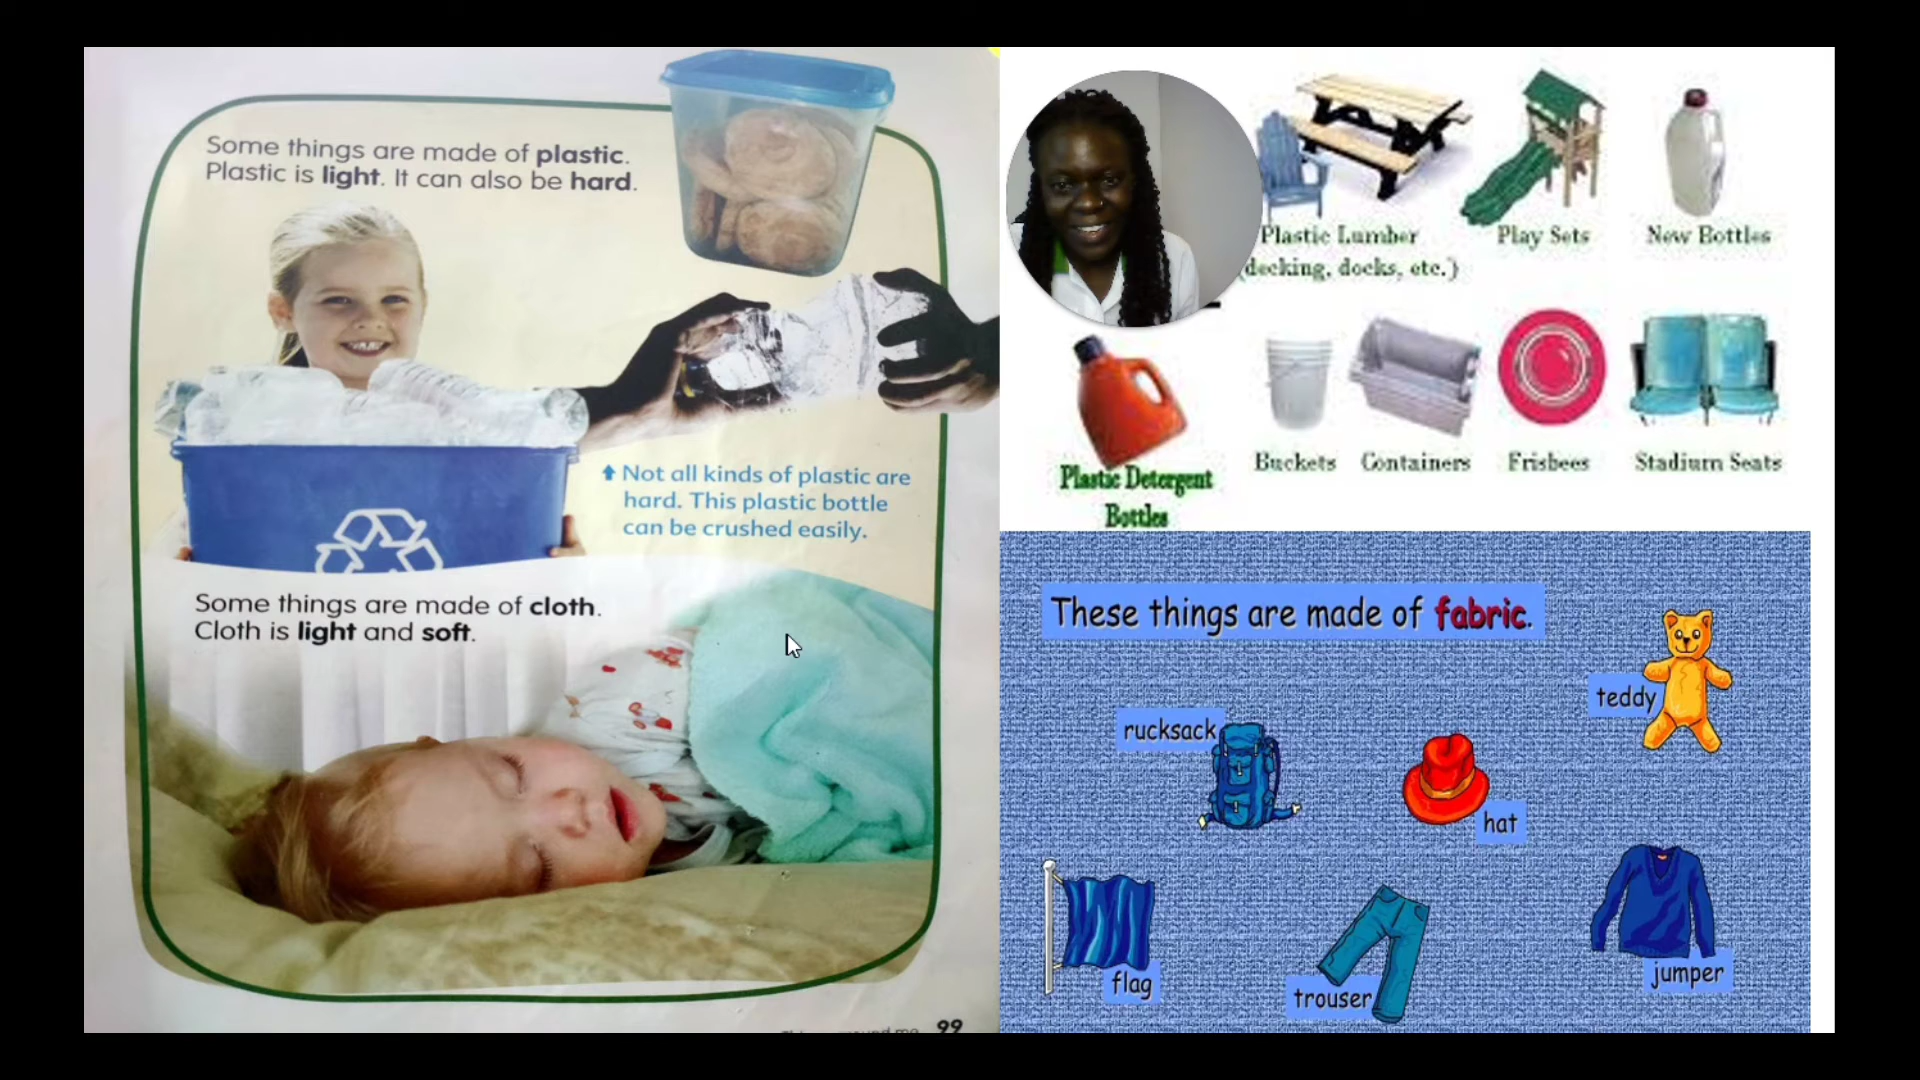 Some things are made of plastic.
Plastic is light. It can also be hard.
Not all kinds of plastic are
hard. This plastic bottle
can be crushed easily.
Some things are made of cloth.
Cloth is light and soft.
99
Plastic Lumber
(decking, docks, etc.)
Play Sets
New Bottles
Plastic Detergent
Bottles
Buckets
Containers
Frisbees
Stadium Seats
These things are made of fabric.
teddy
rucksack
hat
flag
trouser
jumper